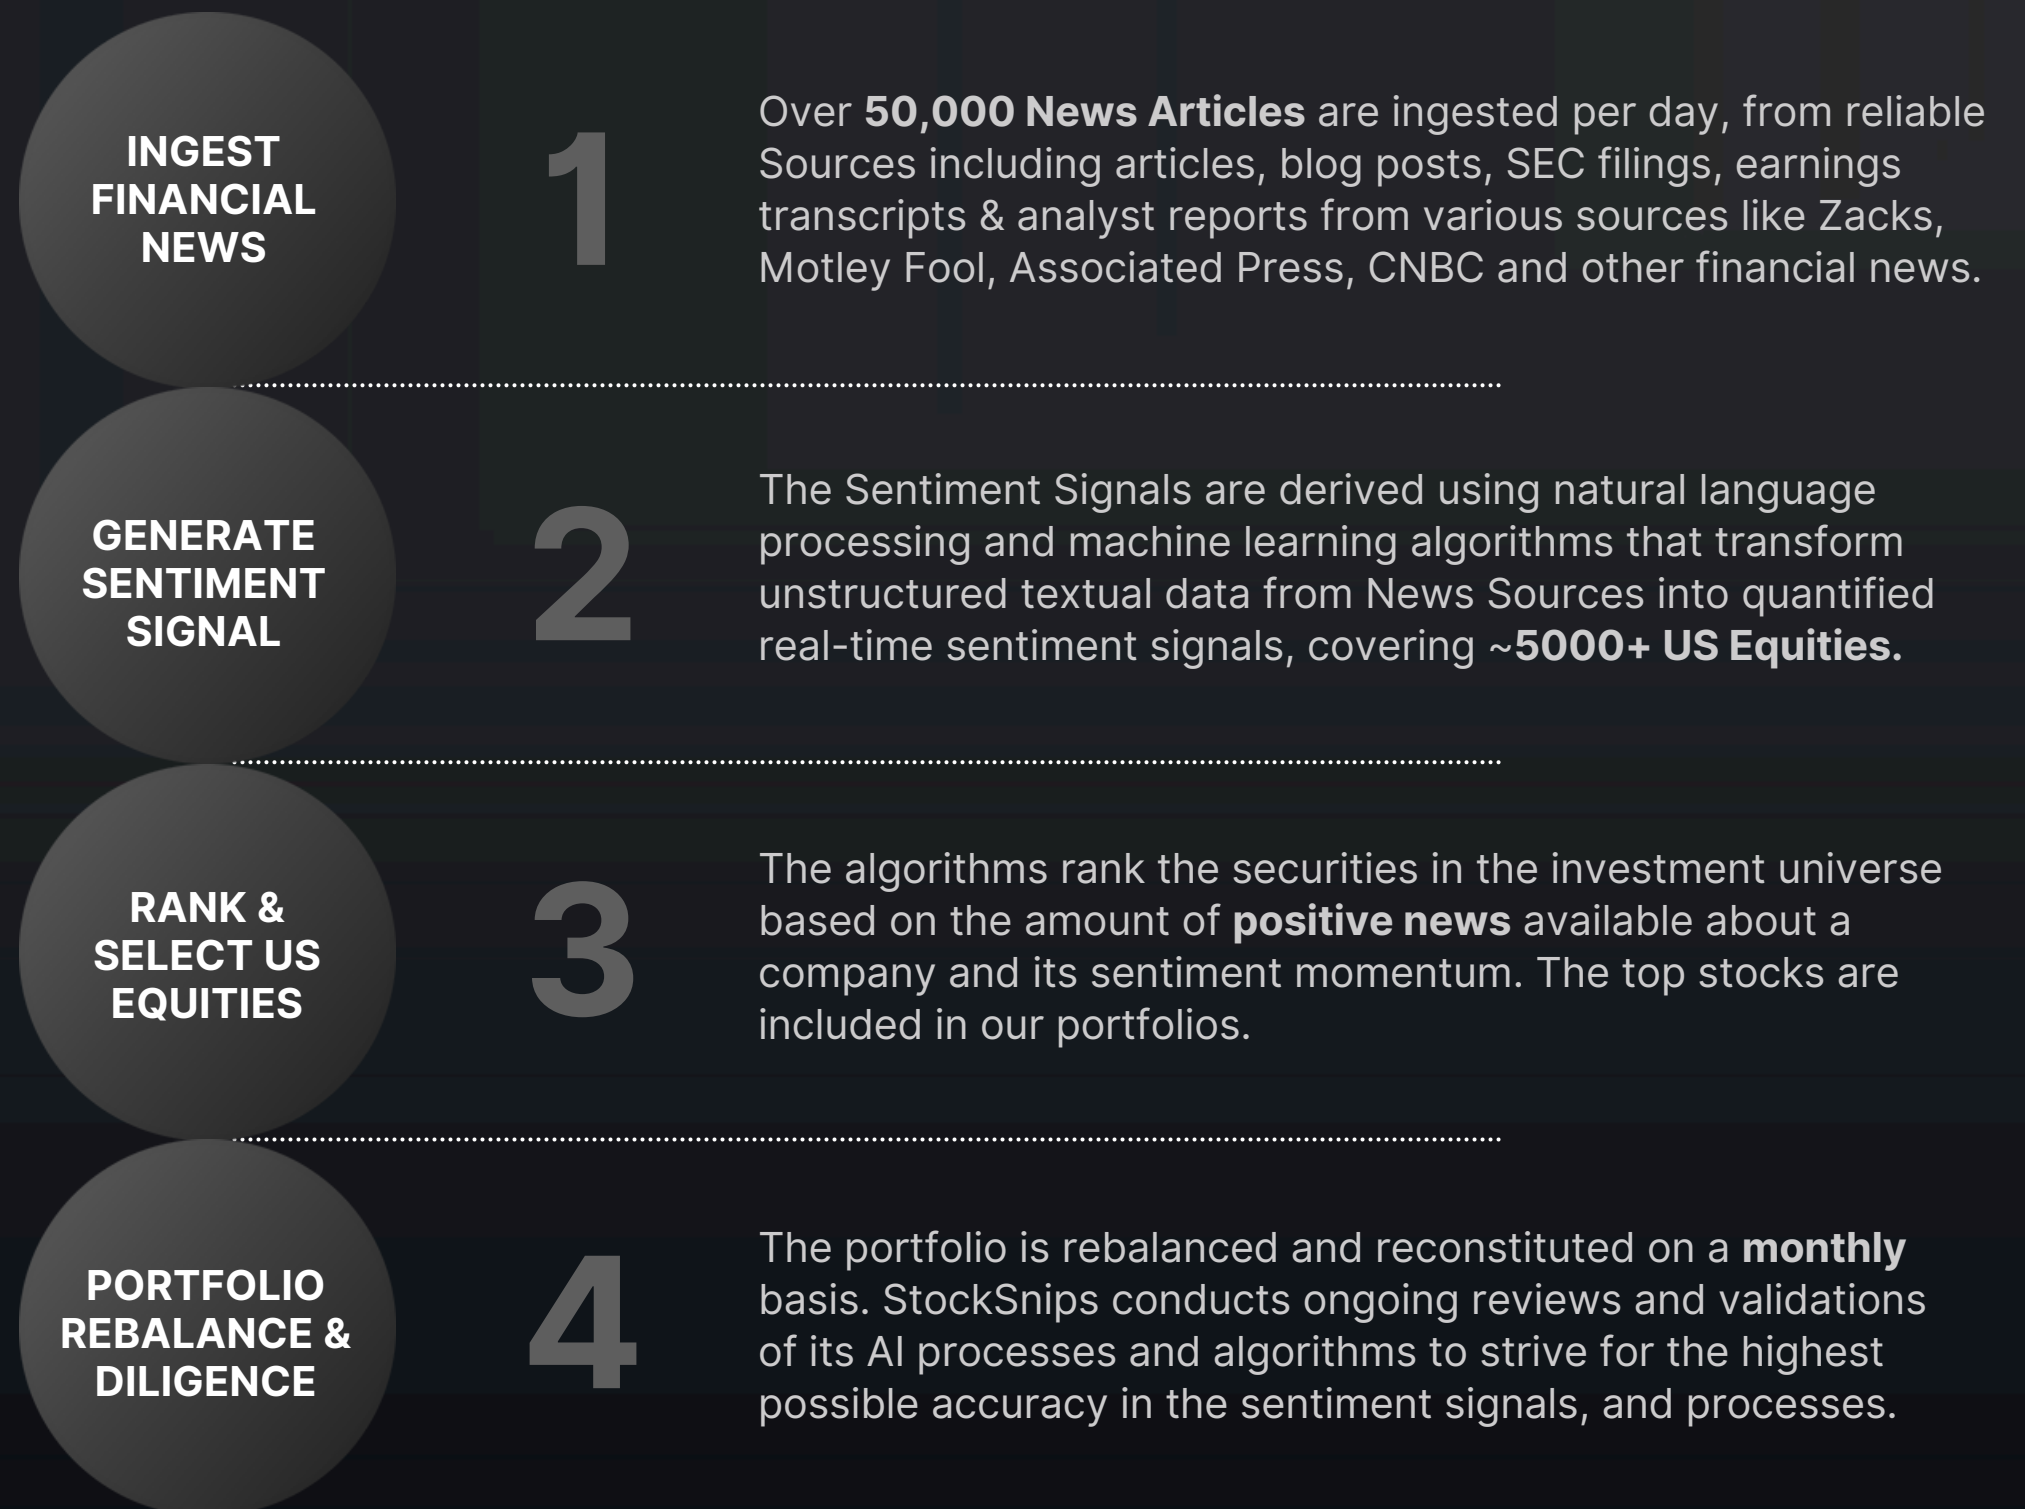 INGEST
FINANCIAL
NEWS
1
Over 50,000 News Articles are ingested per day, from reliable
Sources including articles, blog posts, SEC filings, earnings
transcripts & analyst reports from various sources like Zacks,
Motley Fool, Associated Press, CNBC and other financial news.
GENERATE
SENTIMENT
SIGNAL
2
The Sentiment Signals are derived using natural language
processing and machine learning algorithms that transform
unstructured textual data from News Sources into quantified
real-time sentiment signals, covering ~5000+ US Equities.
RANK &
SELECT US
EQUITIES
3
The algorithms rank the securities in the investment universe
based on the amount of positive news available about a
company and its sentiment momentum. The top stocks are
included in our portfolios.
PORTFOLIO
REBALANCE &
DILIGENCE
4
The portfolio is rebalanced and reconstituted on a monthly
basis. StockSnips conducts ongoing reviews and validations
of its AI processes and algorithms to strive for the highest
possible accuracy in the sentiment signals, and processes.